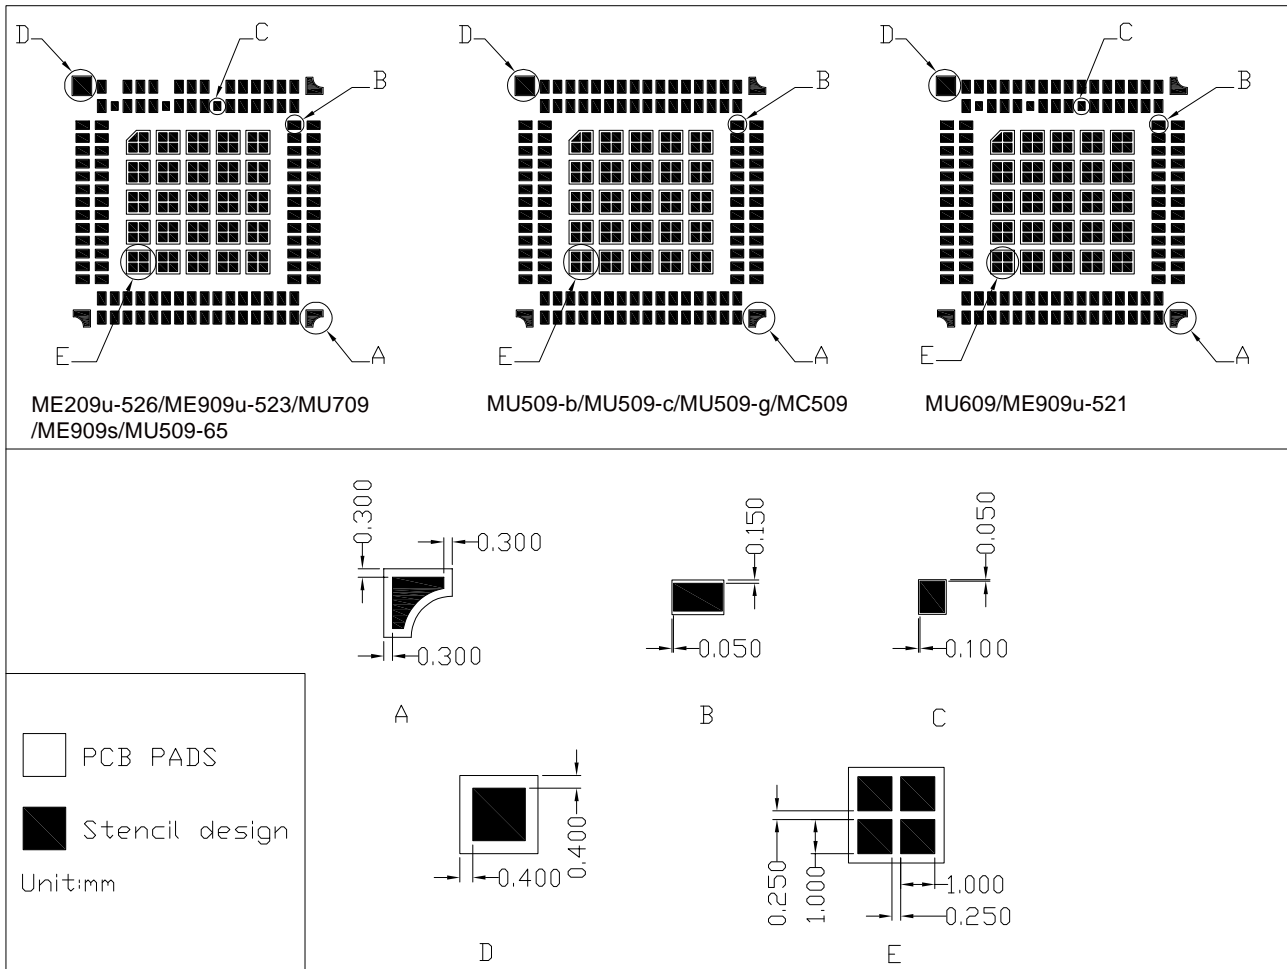 D
C
B
E
A
D
B
E
A
D
C
B
E
A
ME209u-526/ME909u-523/MU709
/ME909s/MU509-65
MU509-b/MU509-c/MU509-g/MC509
MU609/ME909u-521
0.300
0.300
0.300
A
0.150
0.050
B
0.050
0.100
C
PCB PADS
Stencil design
Unit:mm
0.400
0.400
D
0.250
1.000
1.000
0.250
E